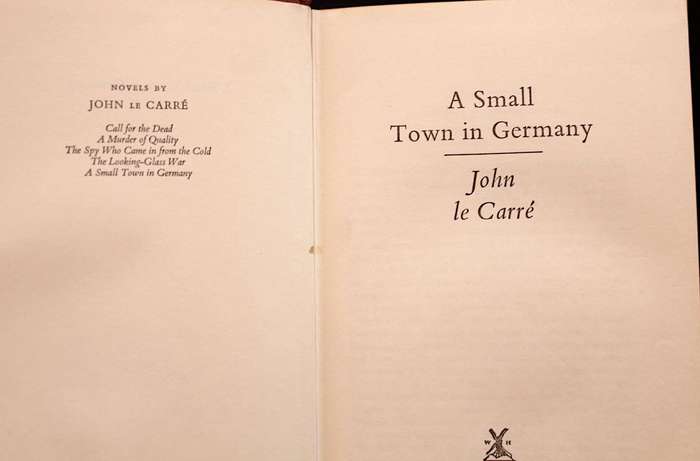 NOVELS BY
JOHN LE CARRÉ
Call for the Dead
A Murder of Quality
The Spy Who Came in from the Cold
The Looking-Glass War
A Small Town in Germany
A Small
Town in Germany
John
le Carré
W H